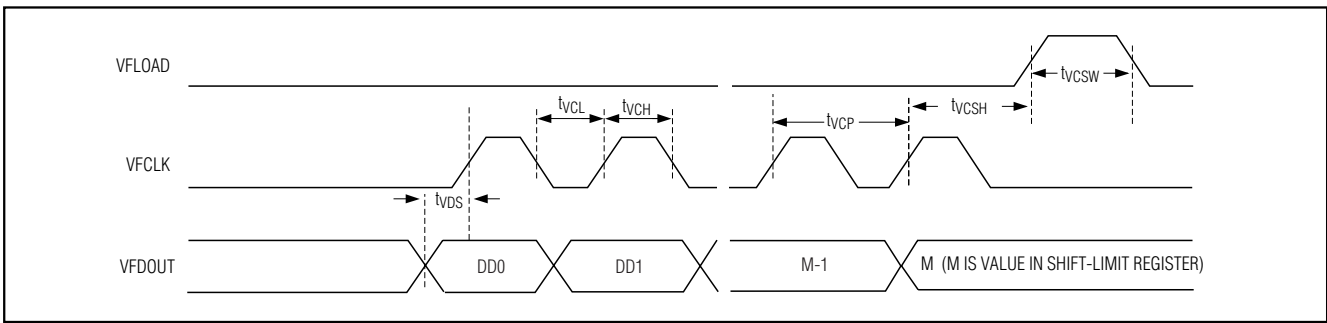 VFLOAD
tVCSW
tVCL
tVCH
tVCP
tVCSH
VFCLK
tVDS
VFDOUT
DD0
DD1
M-1
M (M IS VALUE IN SHIFT-LIMIT REGISTER)